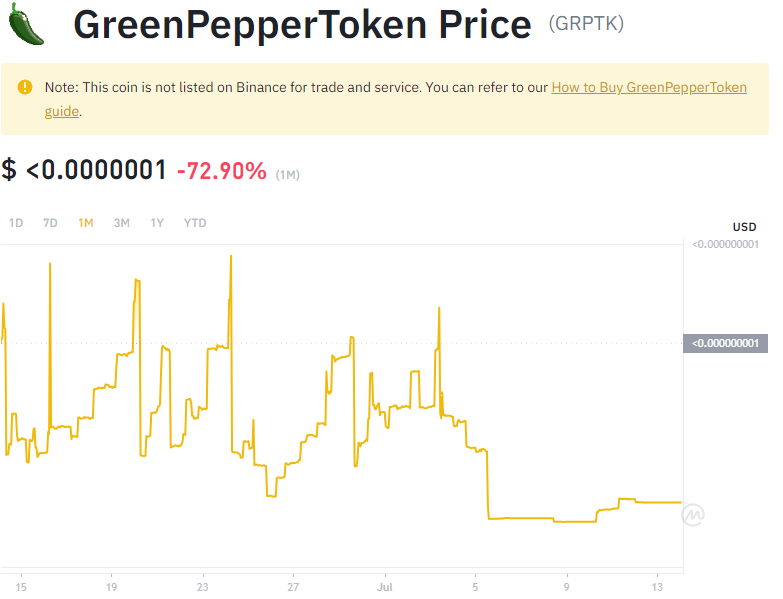 GreenPepperToken Price (GRPTK)
Note: This coin is not listed on Binance for trade and service. You can refer to our How to Buy GreenPepperToken
guide.
$ <0.0000001 -72.90% (1M)
1D 7D 1M 3M 1Y YTD
USD
<0.000000001
<0.000000001
15 19 23 27 Jul 5 9 13